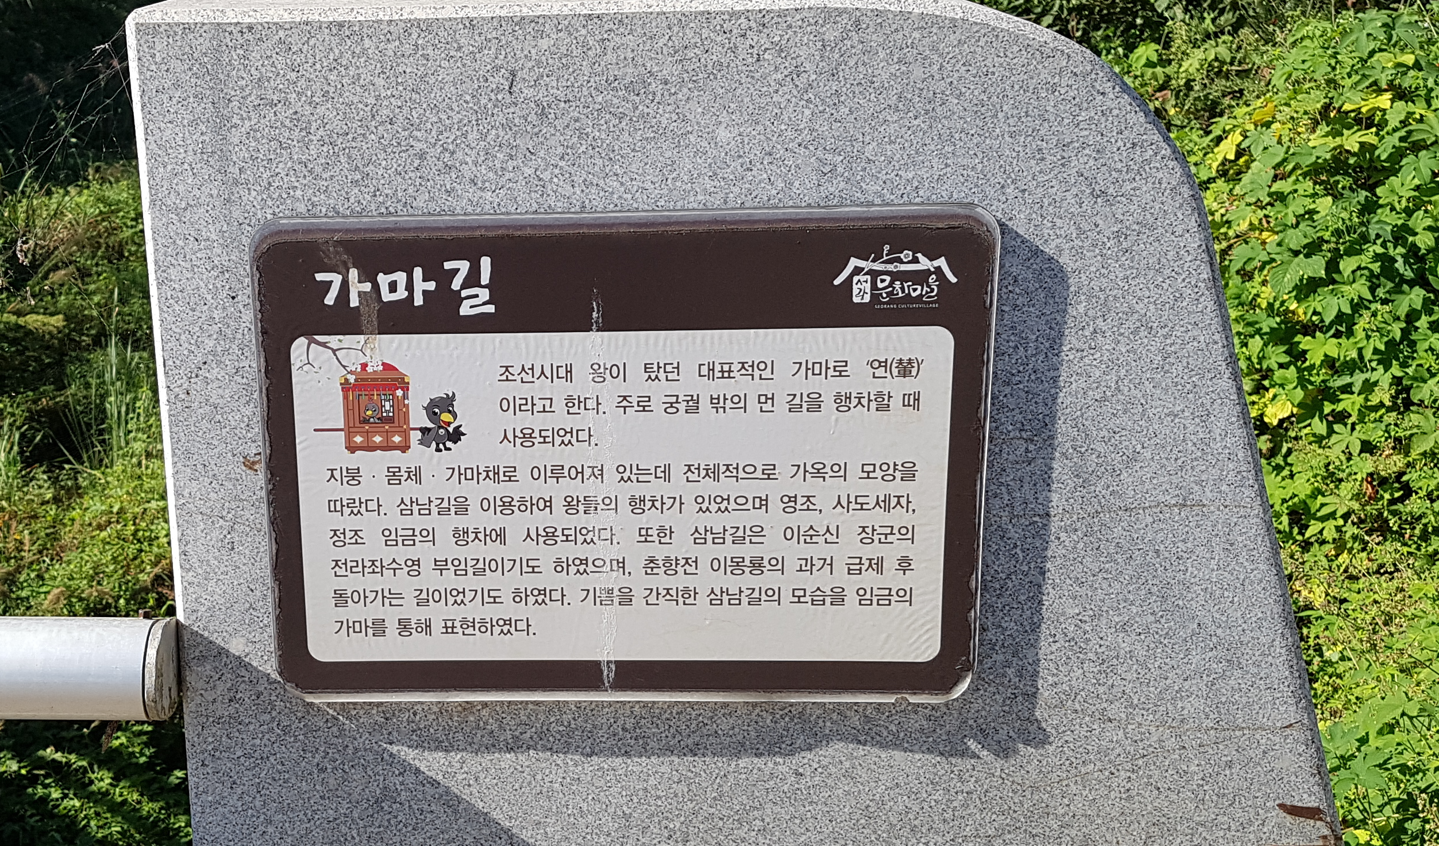 가마길
서각 문화마을
SEOGAKG CULTUREVILLAGE
조선시대 왕이 탔던 대표적인 가마로 '연(輦)'
이라고 한다. 주로 궁궐 밖의 먼 길을 행차할 때
사용되었다.
지붕 · 몸체 · 가마채로 이루어져 있는데 전체적으로 가옥의 모양을
따랐다. 삼남길을 이용하여 왕들의 행차가 있었으며 영조, 사도세자,
정조 임금의 행차에 사용되었다. 또한 삼남길은 이순신 장군의
전라좌수영 부임길이기도 하였으며, 춘향전 이몽룡의 과거 급제 후
돌아가는 길이었기도 하였다. 기쁨을 간직한 삼남길의 모습을 임금의
가마를 통해 표현하였다.